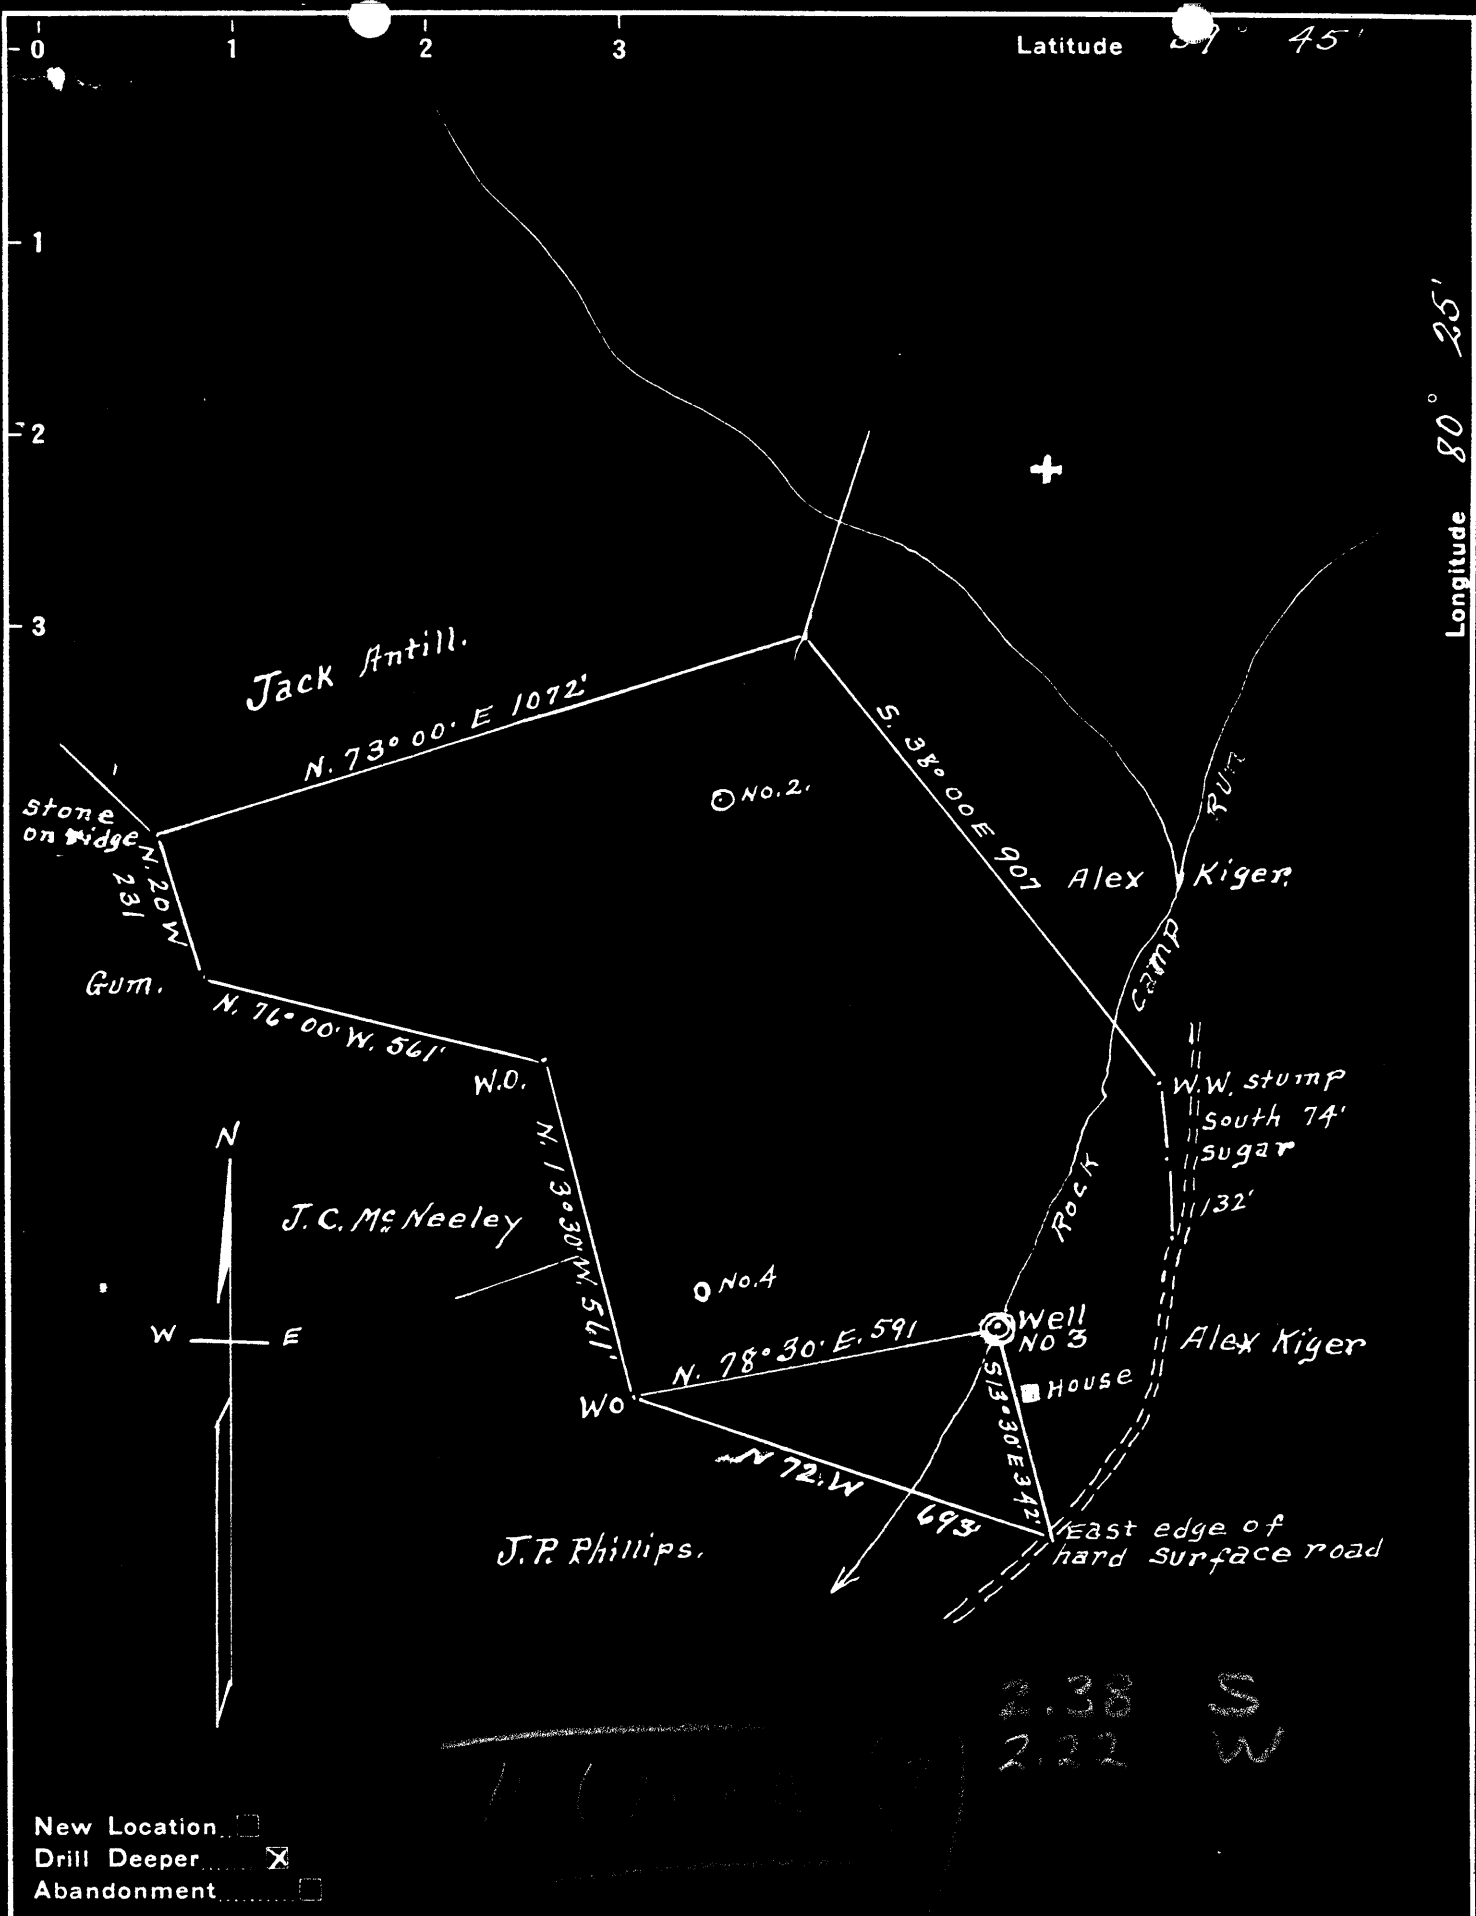 0 1 2 3 Latitude 45'
1
2
3
Longitude 80° 25'
Jack Antill.
N. 73° 00' E 1072'
stone
on ridge
N. 20 W
231
Gum.
N. 76° 00' W. 561'
W.O.
No. 2.
S. 38° 00 E 907
Alex Kiger.
Rock Camp Run
W.W. stump
South 74'
sugar
132'
N
W E
J.C. McNeeley
N. 13° 30' W. 541'
No. 4
Well
No 3
N. 78° 30' E. 591
Alex Kiger
House
S 13° 30' E 342'
WO
N 72. W 693'
J.P. Phillips.
East edge of
hard surface road
2.38 S
2.22 W
New Location
Drill Deeper X
Abandonment